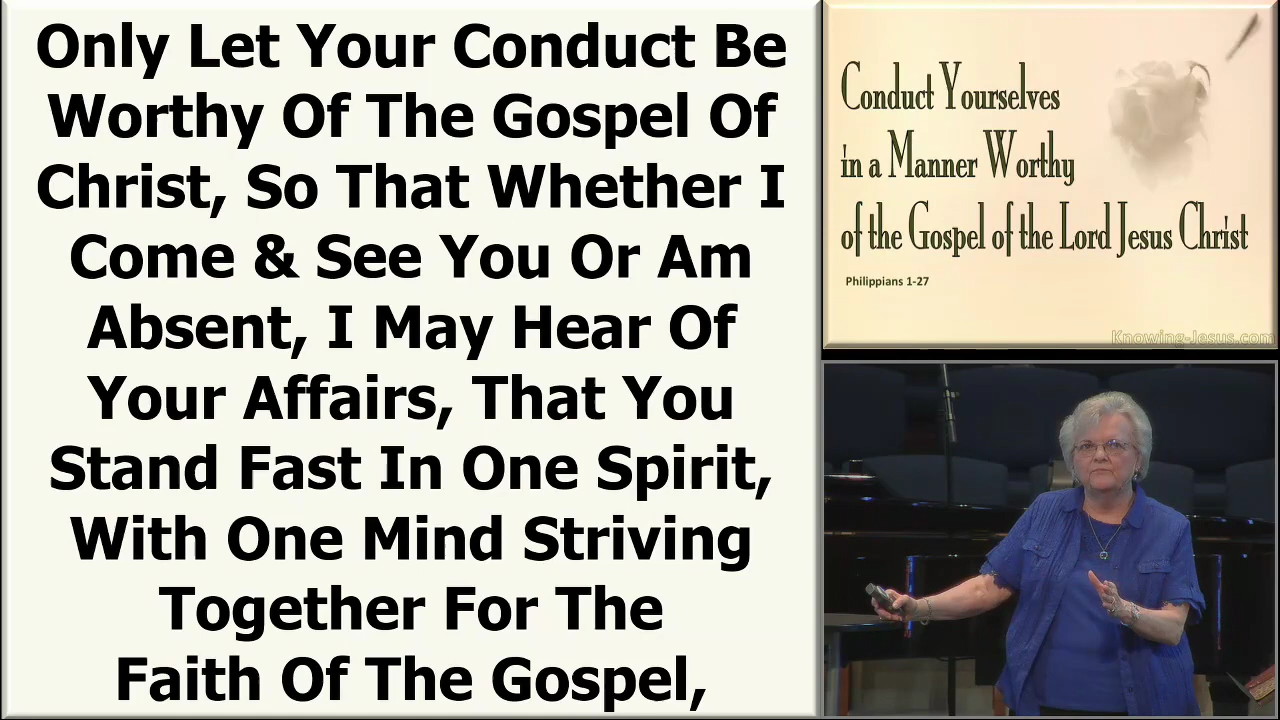 Only Let Your Conduct Be
Worthy Of The Gospel Of
Christ, So That Whether I
Come & See You Or Am
Absent, I May Hear Of
Your Affairs, That You
Stand Fast In One Spirit,
With One Mind Striving
Together For The
Faith Of The Gospel,
Conduct Yourselves
in a Manner Worthy
of the Gospel of the Lord Jesus Christ
Philippians 1-27
Knowing-Jesus.com